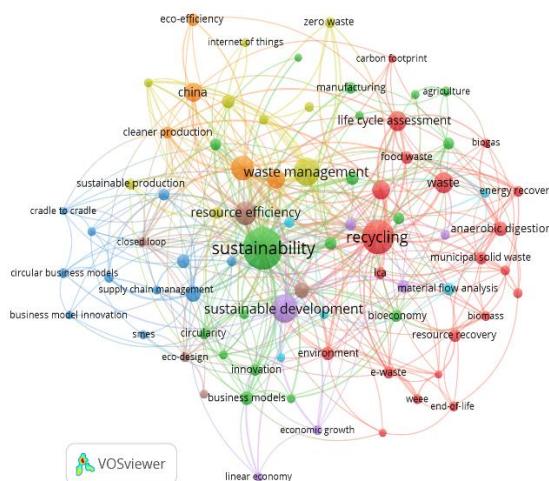 eco-efficiency
zero waste
internet of things
carbon footprint
china
manufacturing
agriculture
life cycle assessment
cleaner production
biogas
food waste
waste management
waste
sustainable production
energy recover
resource efficiency
cradle to cradle
anaerobic digestion
recycling
closed loop
sustainability
municipal solid waste
circular business models
lca
supply chain management
material flow analysis
biomass
business model innovation
sustainable development
bioeconomy
smes
circularity
resource recovery
eco-design
environment
innovation
e-waste
business models
weee
end-of-life
economic growth
VOSviewer
linear economy